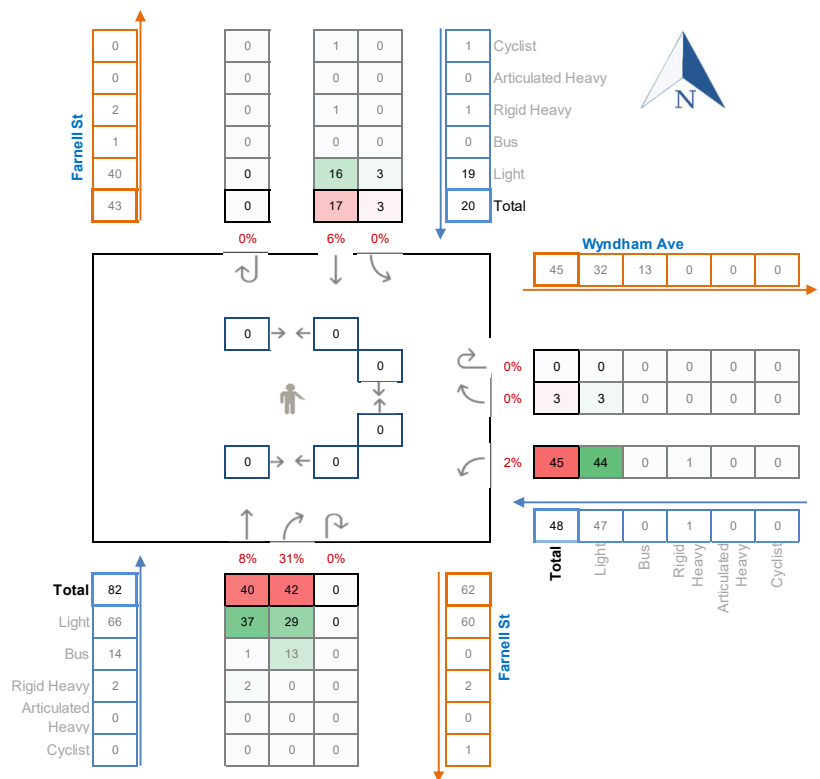 0 0 1 0 1 Cyclist
0 0 0 0 0 Articulated Heavy
2 0 1 0 1 Rigid Heavy
1 0 0 0 0 Bus
40 0 16 3 19 Light
43 0 17 3 20 Total
Farnell St
N
0% 6% 0%
Wyndham Ave
45 32 13 0 0 0
0 0
0
0
0 0
0% 0 0 0 0 0 0
0% 3 3 0 0 0 0
2% 45 44 0 1 0 0
48 47 0 1 0 0
Total
Light
Bus
Rigid
Heavy
Articulated
Heavy
Cyclist
8% 31% 0%
Total 82 40 42 0 62
Light 66 37 29 0 60
Bus 14 1 13 0 0
Rigid Heavy 2 2 0 0 2
Articulated
Heavy 0 0 0 0 0
Cyclist 0 0 0 0 1
Farnell St